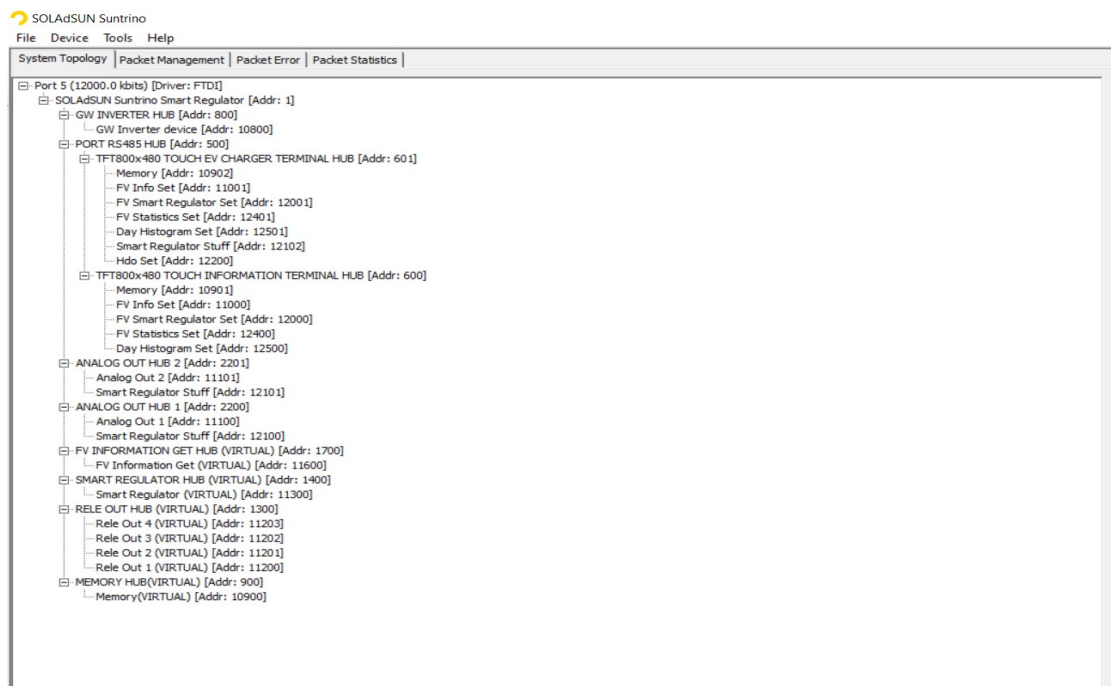 SOLAdSUN Suntrino
File Device Tools Help
System Topology Packet Management Packet Error Packet Statistics
Port 5 (12000.0 kbits) [Driver: FTDI]
SOLAdSUN Suntrino Smart Regulator [Addr: 1]
GW INVERTER HUB [Addr: 800]
GW Inverter device [Addr: 10800]
PORT RS485 HUB [Addr: 500]
TFT800x480 TOUCH EV CHARGER TERMINAL HUB [Addr: 601]
Memory [Addr: 10902]
FV Info Set [Addr: 11001]
FV Smart Regulator Set [Addr: 12001]
FV Statistics Set [Addr: 12401]
Day Histogram Set [Addr: 12501]
Smart Regulator Stuff [Addr: 12102]
Hdo Set [Addr: 12200]
TFT800x480 TOUCH INFORMATION TERMINAL HUB [Addr: 600]
Memory [Addr: 10901]
FV Info Set [Addr: 11000]
FV Smart Regulator Set [Addr: 12000]
FV Statistics Set [Addr: 12400]
Day Histogram Set [Addr: 12500]
ANALOG OUT HUB 2 [Addr: 2201]
Analog Out 2 [Addr: 11101]
Smart Regulator Stuff [Addr: 12101]
ANALOG OUT HUB 1 [Addr: 2200]
Analog Out 1 [Addr: 11100]
Smart Regulator Stuff [Addr: 12100]
FV INFORMATION GET HUB (VIRTUAL) [Addr: 1700]
FV Information Get (VIRTUAL) [Addr: 11600]
SMART REGULATOR HUB (VIRTUAL) [Addr: 1400]
Smart Regulator (VIRTUAL) [Addr: 11300]
RELE OUT HUB (VIRTUAL) [Addr: 1300]
Rele Out 4 (VIRTUAL) [Addr: 11203]
Rele Out 3 (VIRTUAL) [Addr: 11202]
Rele Out 2 (VIRTUAL) [Addr: 11201]
Rele Out 1 (VIRTUAL) [Addr: 11200]
MEMORY HUB(VIRTUAL) [Addr: 900]
Memory(VIRTUAL) [Addr: 10900]